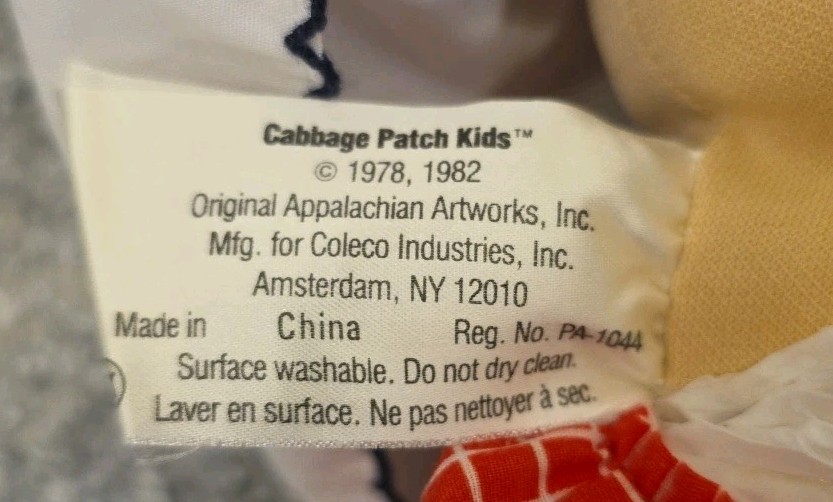 Cabbage Patch Kids™
© 1978, 1982
Original Appalachian Artworks, Inc.
Mfg. for Coleco Industries, Inc.
Amsterdam, NY 12010
Made in China Reg. No. PA-1044
Surface washable. Do not dry clean.
Laver en surface. Ne pas nettoyer à sec.